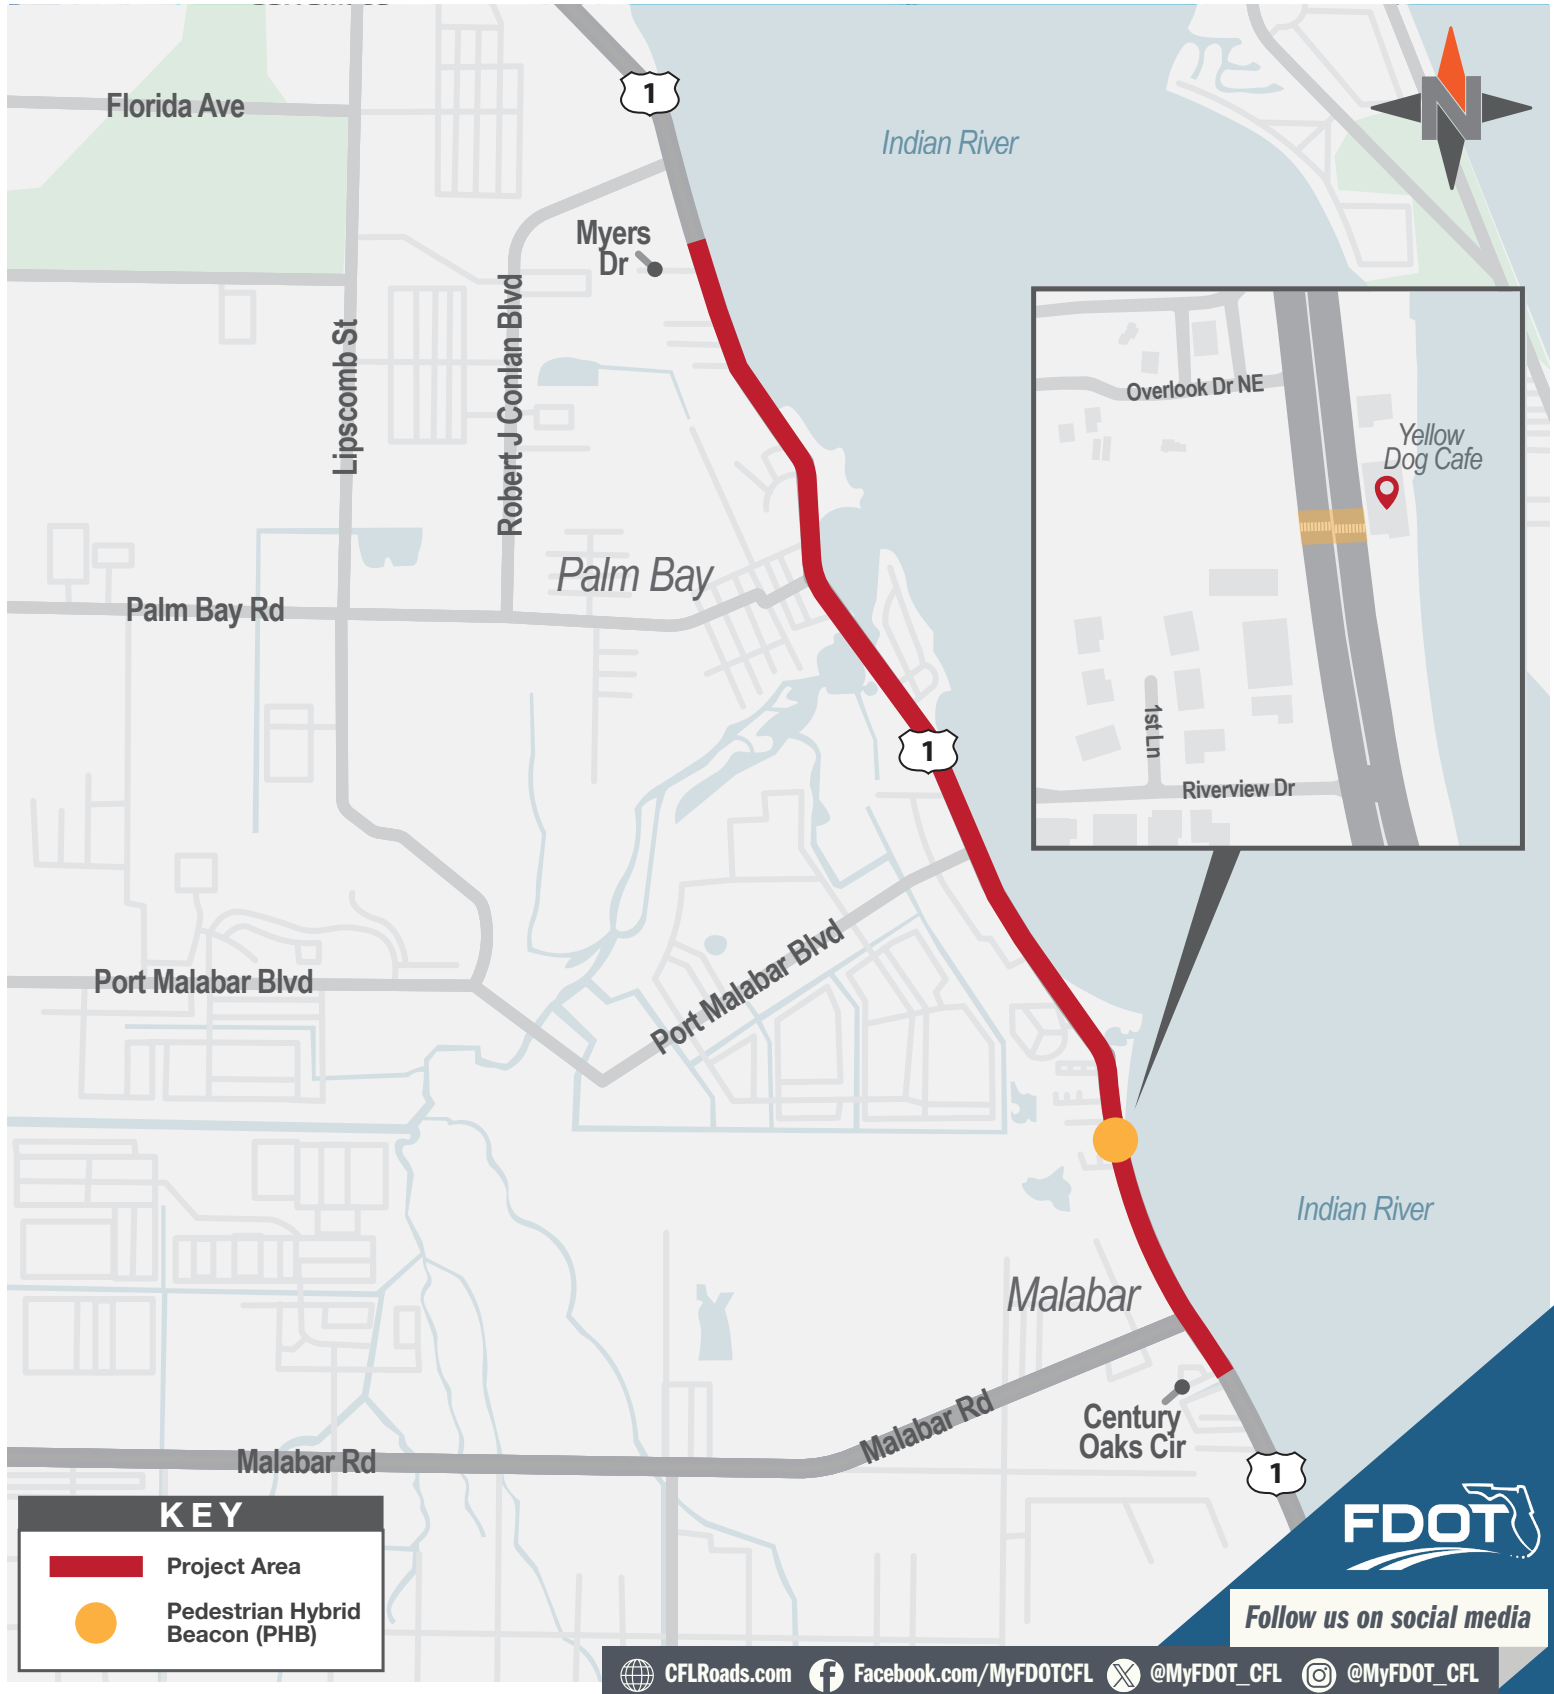 Florida Ave
1
Indian River
N
Myers
Dr
Lipscomb St
Robert J Conlan Blvd
Overlook Dr NE
Yellow
Dog Cafe
Palm Bay
Palm Bay Rd
1st Ln
1
Riverview Dr
Port Malabar Blvd
Port Malabar Blvd
Indian River
Malabar
Malabar Rd
Century
Oaks Cir
Malabar Rd
1
KEY
Project Area
Pedestrian Hybrid
Beacon (PHB)
FDOT
Follow us on social media
CFLRoads.com Facebook.com/MyFDOTCFL @MyFDOT_CFL @MyFDOT_CFL